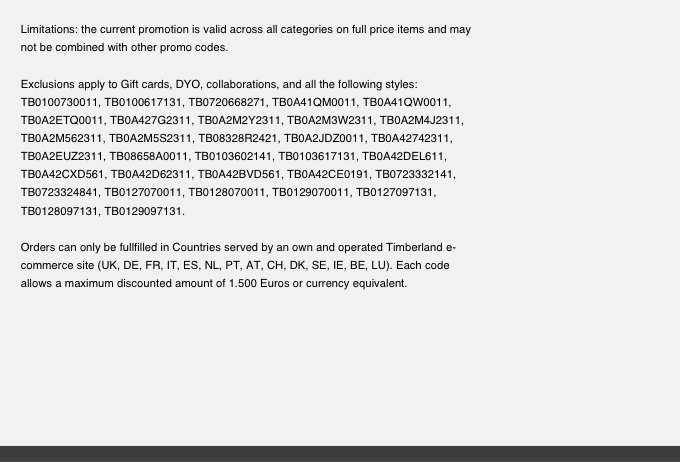 Limitations: the current promotion is valid across all categories on full price items and may
not be combined with other promo codes.
Exclusions apply to Gift cards, DYO, collaborations, and all the following styles:
TB0100730011, TB0100617131, TB0720668271, TB0A41QM0011, TB0A41QW0011,
TB0A2ETQ0011, TB0A427G2311, TB0A2M2Y2311, TB0A2M3W2311, TB0A2M4J2311,
TB0A2M562311, TB0A2M5S2311, TB08328R2421, TB0A2JDZ0011, TB0A42742311,
TB0A2EUZ2311, TB08658A0011, TB0103602141, TB0103617131, TB0A42DEL611,
TB0A42CXD561, TB0A42D62311, TB0A42BVD561, TB0A42CE0191, TB0723332141,
TB0723324841, TB0127070011, TB0128070011, TB0129070011, TB0127097131,
TB0128097131, TB0129097131.
Orders can only be fullfilled in Countries served by an own and operated Timberland e-
commerce site (UK, DE, FR, IT, ES, NL, PT, AT, CH, DK, SE, IE, BE, LU). Each code
allows a maximum discounted amount of 1.500 Euros or currency equivalent.